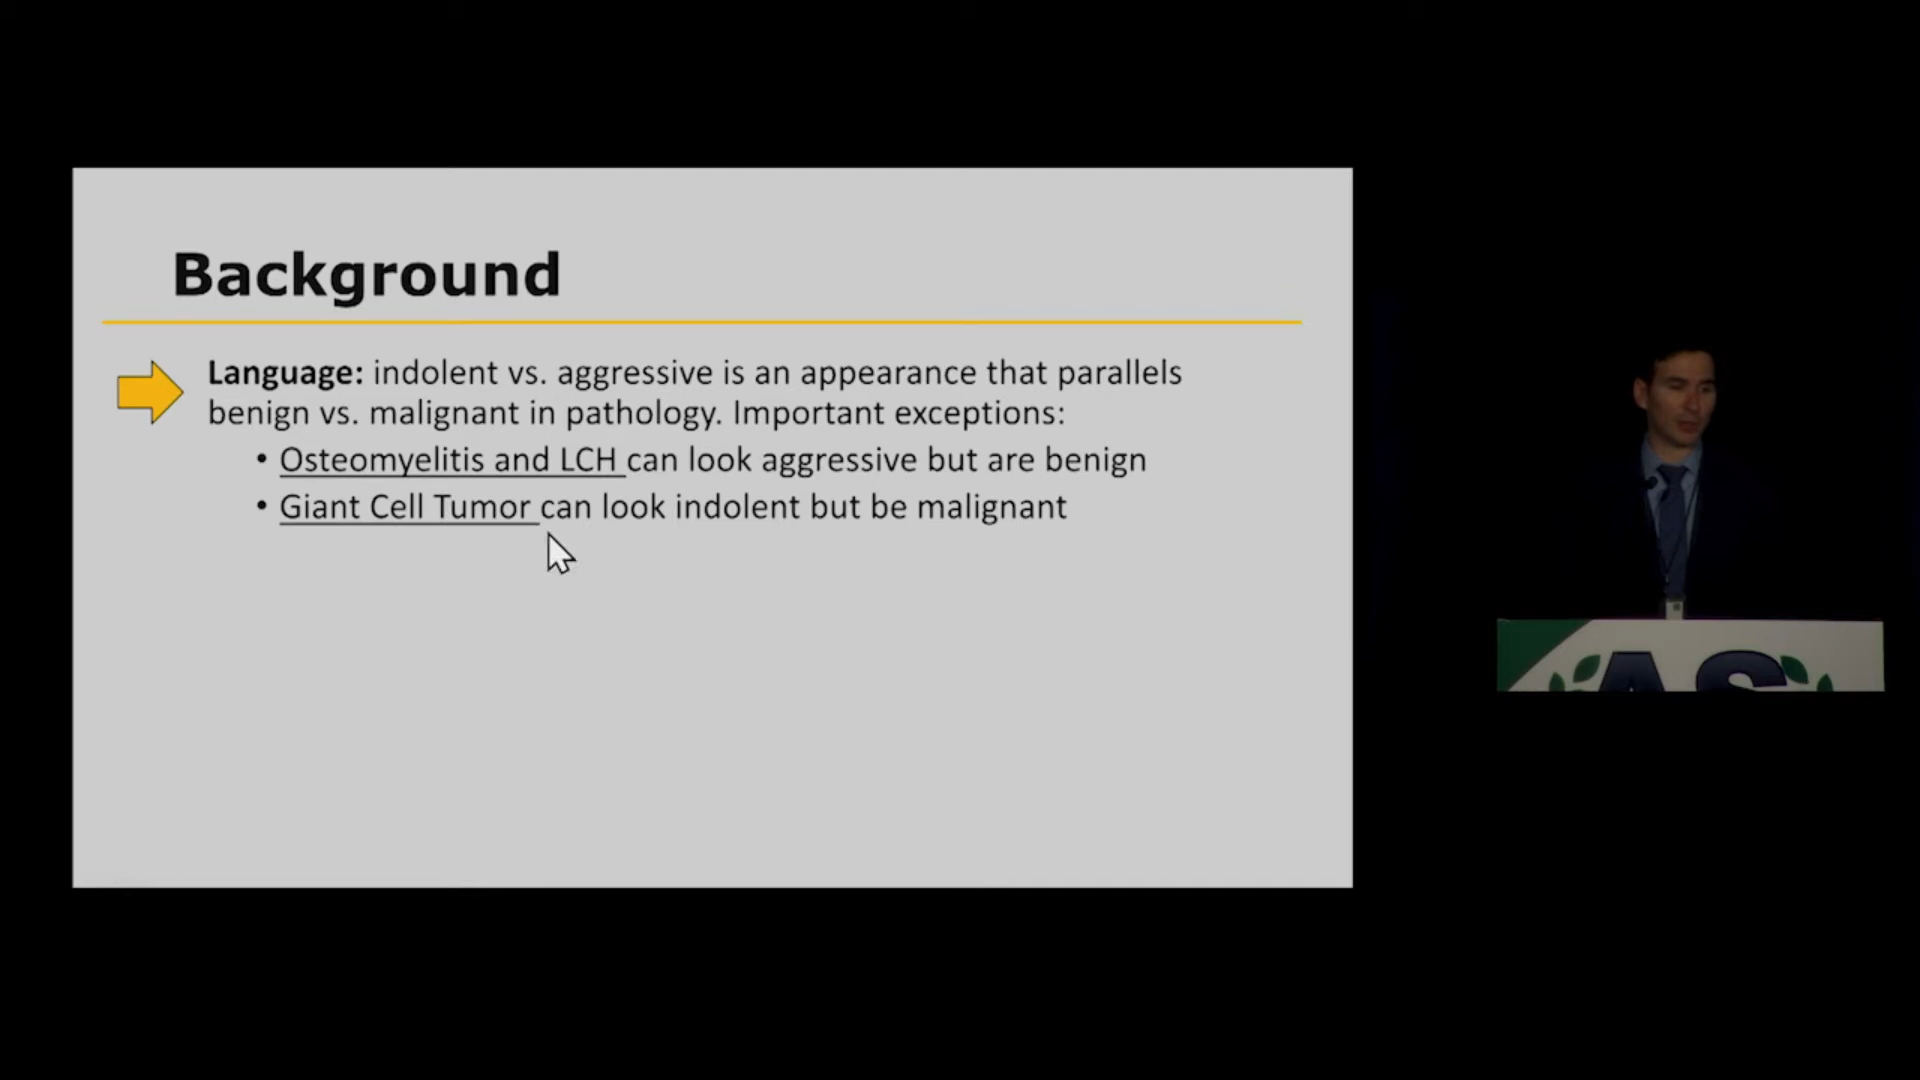 Background
Language: indolent vs. aggressive is an appearance that parallels
benign vs. malignant in pathology. Important exceptions:
• Osteomyelitis and LCH can look aggressive but are benign
• Giant Cell Tumor can look indolent but be malignant
AS